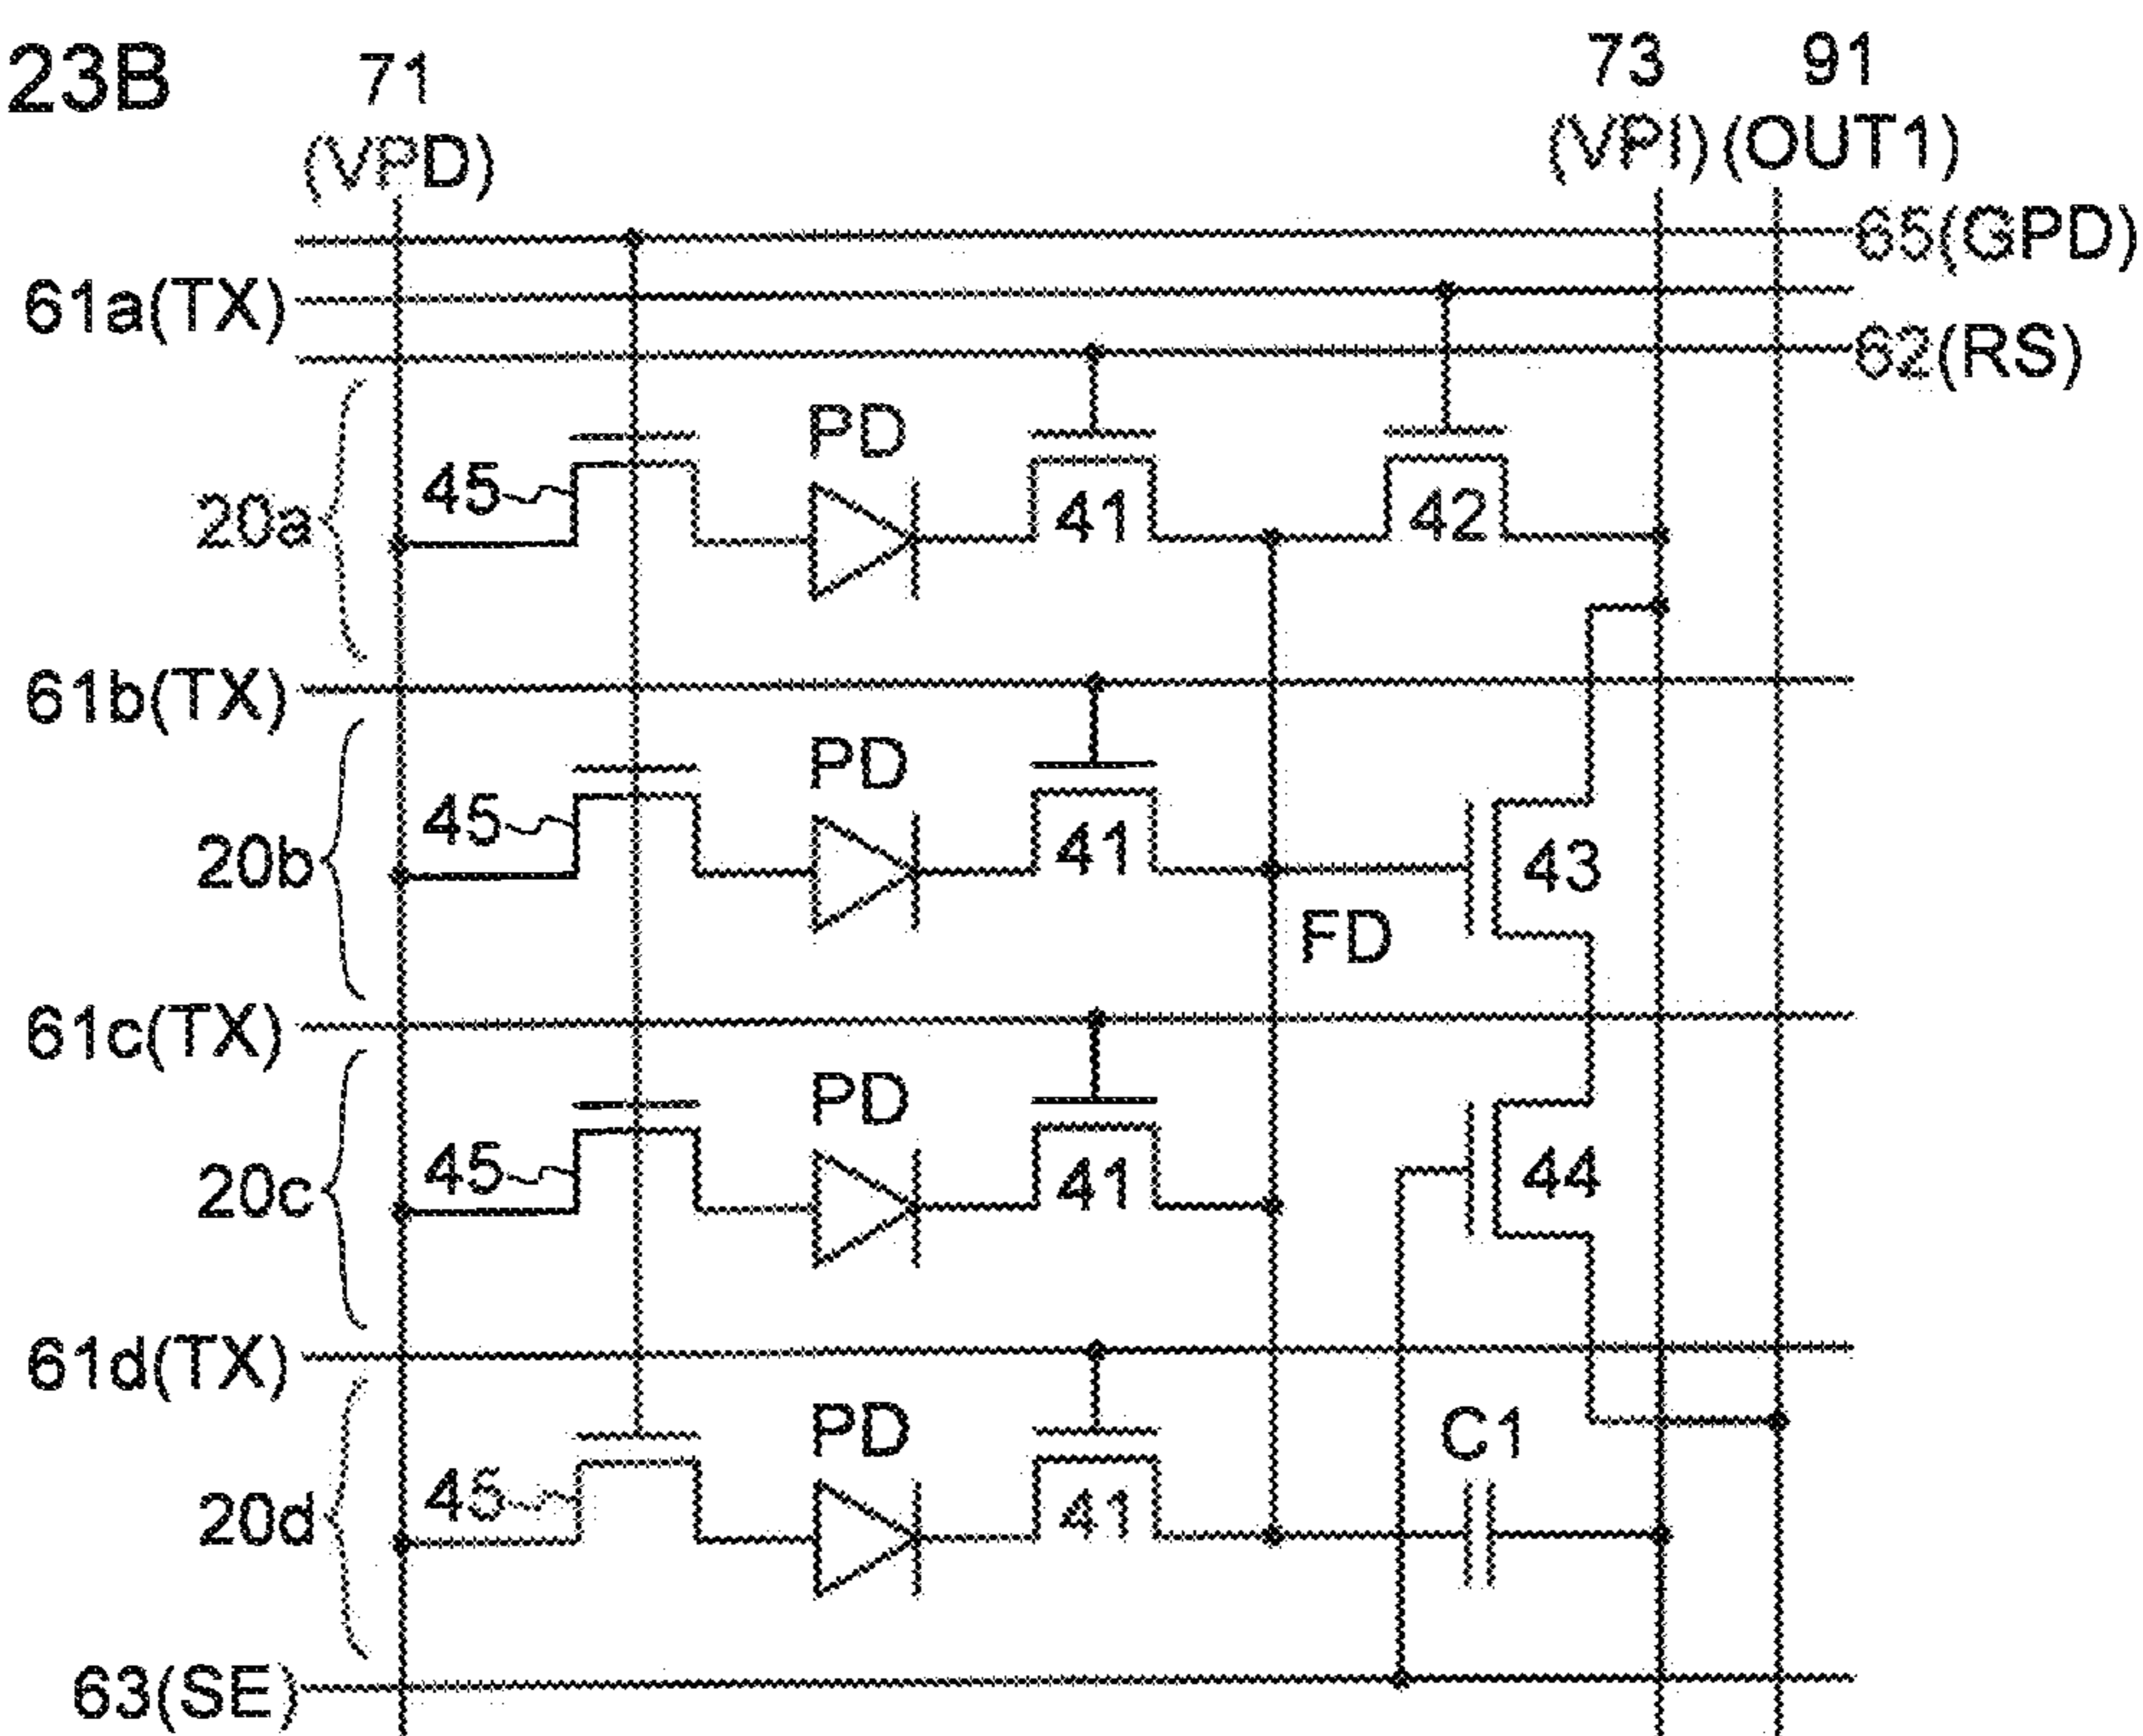 23B
71
73
91
(VPD)
(VPI)
(OUT1)
65(GPD)
61a(TX)
62(RS)
PD
45
41
42
20a
61b(TX)
PD
45
41
43
20b
FD
61c(TX)
PD
45
41
44
20c
61d(TX)
PD
C1
45
41
20d
63(SE)